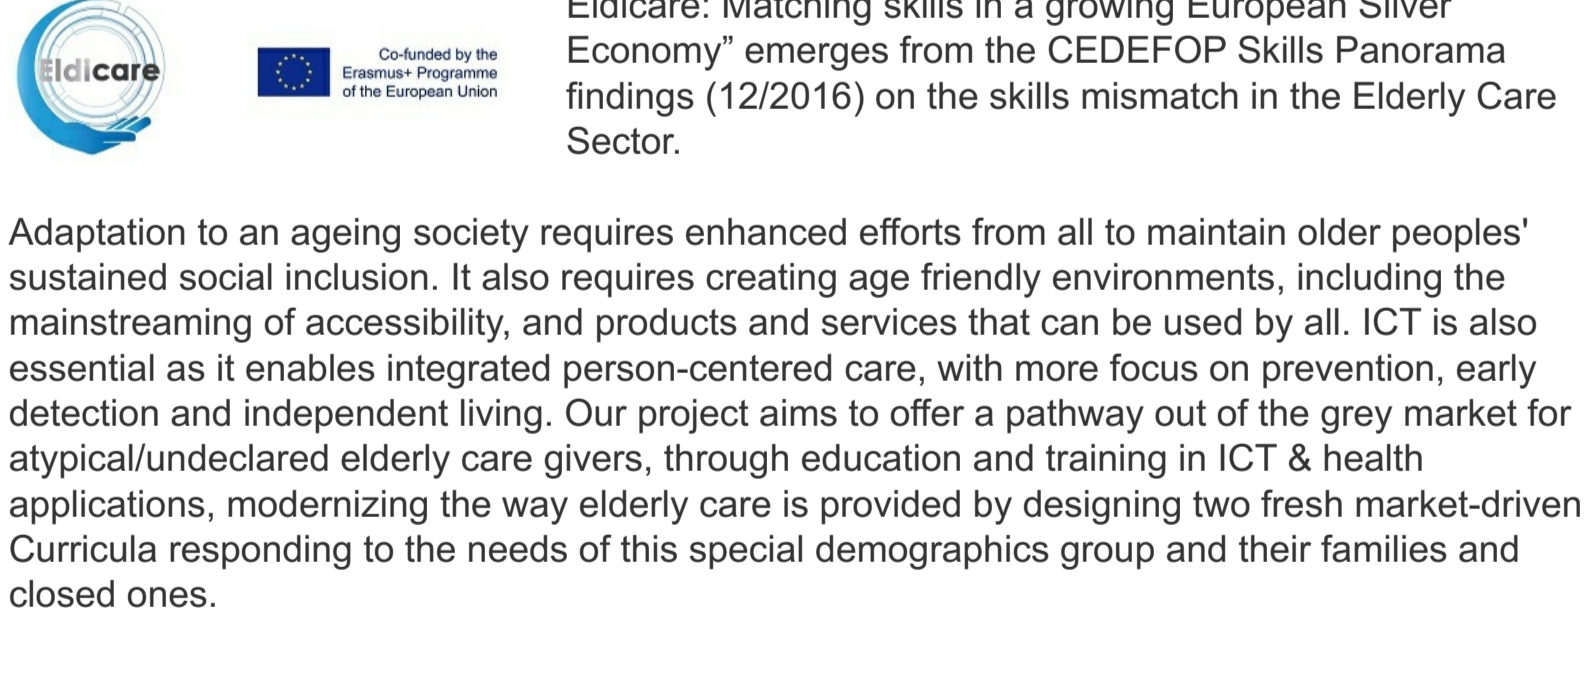 Eldicare
Co-funded by the
Erasmus+ Programme
of the European Union
Eldicare: Matching skills in a growing European Silver
Economy” emerges from the CEDEFOP Skills Panorama
findings (12/2016) on the skills mismatch in the Elderly Care
Sector.
Adaptation to an ageing society requires enhanced efforts from all to maintain older peoples'
sustained social inclusion. It also requires creating age friendly environments, including the
mainstreaming of accessibility, and products and services that can be used by all. ICT is also
essential as it enables integrated person-centered care, with more focus on prevention, early
detection and independent living. Our project aims to offer a pathway out of the grey market for
atypical/undeclared elderly care givers, through education and training in ICT & health
applications, modernizing the way elderly care is provided by designing two fresh market-driven
Curricula responding to the needs of this special demographics group and their families and
closed ones.